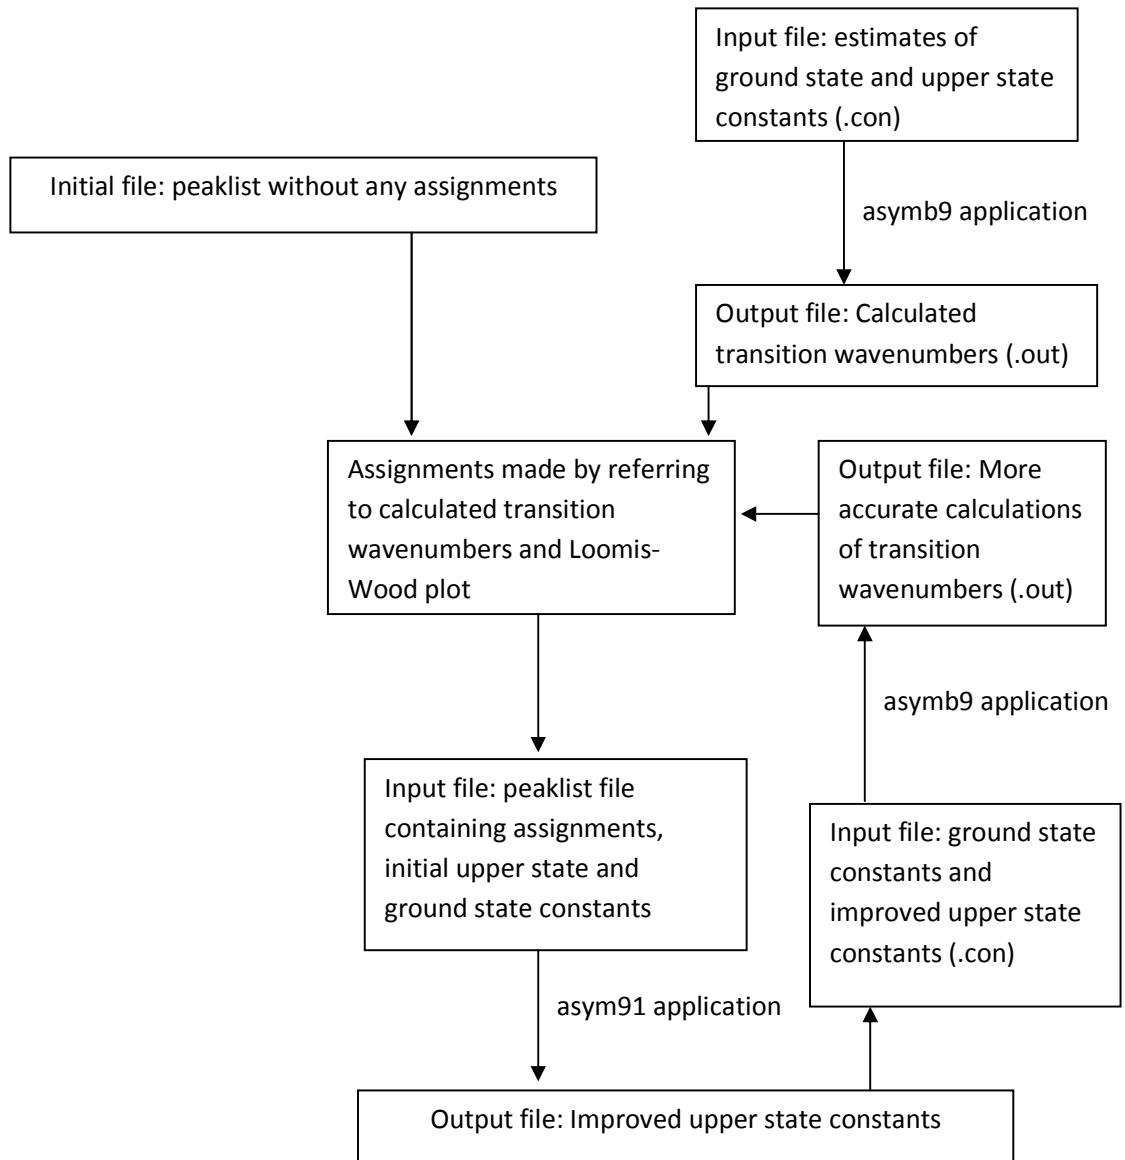 Input file: estimates of
ground state and upper state
constants (.con)
Initial file: peaklist without any assignments
asymb9 application
Output file: Calculated
transition wavenumbers (.out)
Assignments made by referring
to calculated transition
wavenumbers and Loomis-
Wood plot
Output file: More
accurate calculations
of transition
wavenumbers (.out)
asymb9 application
Input file: peaklist file
containing assignments,
initial upper state and
ground state constants
Input file: ground state
constants and
improved upper state
constants (.con)
asym91 application
Output file: Improved upper state constants